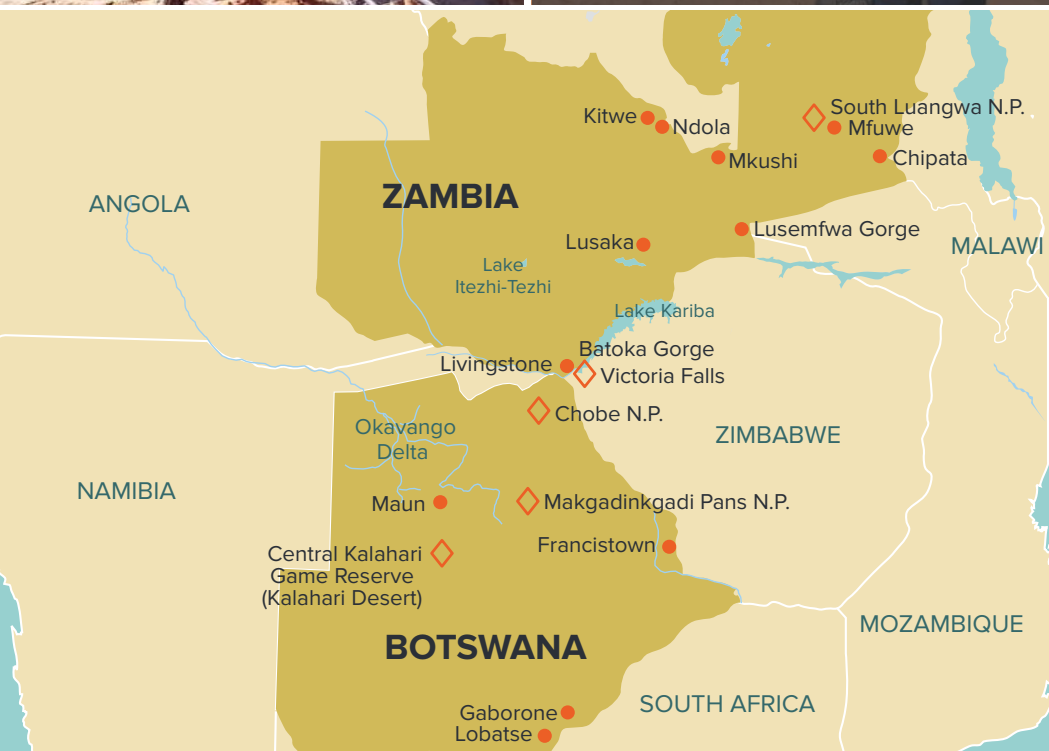 South Luangwa N.P.
Kitwe
Ndola
Mfuwe
Mkushi
Chipata
ZAMBIA
ANGOLA
Lusemfwa Gorge
Lusaka
MALAWI
Lake
Itezhi-Tezhi
Lake Kariba
Batoka Gorge
Livingstone
Victoria Falls
Chobe N.P.
Okavango
Delta
ZIMBABWE
NAMIBIA
Maun
Makgadinkgadi Pans N.P.
Francistown
Central Kalahari
Game Reserve
(Kalahari Desert)
MOZAMBIQUE
BOTSWANA
SOUTH AFRICA
Gaborone
Lobatse